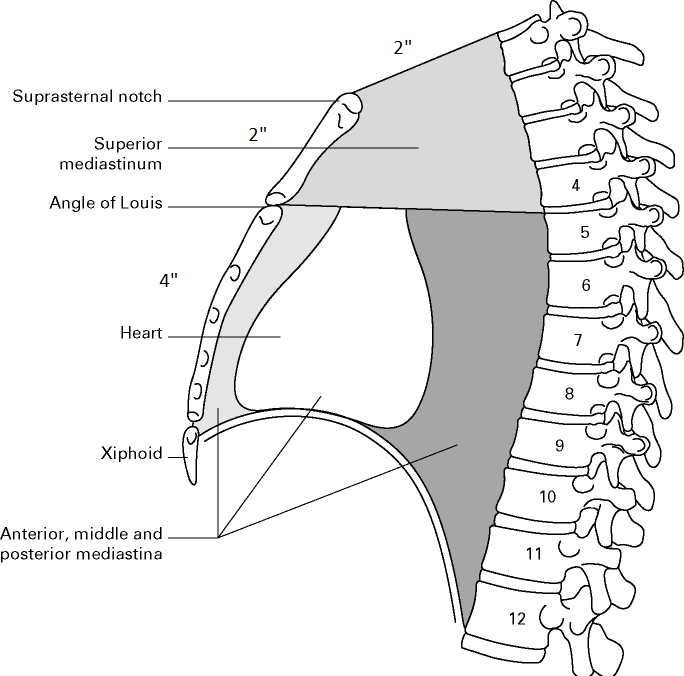 2"
Suprasternal notch
2"
Superior
mediastinum
4
Angle of Louis
5
4"
6
Heart
7
8
Xiphoid
9
10
Anterior, middle and
posterior mediastina
11
12